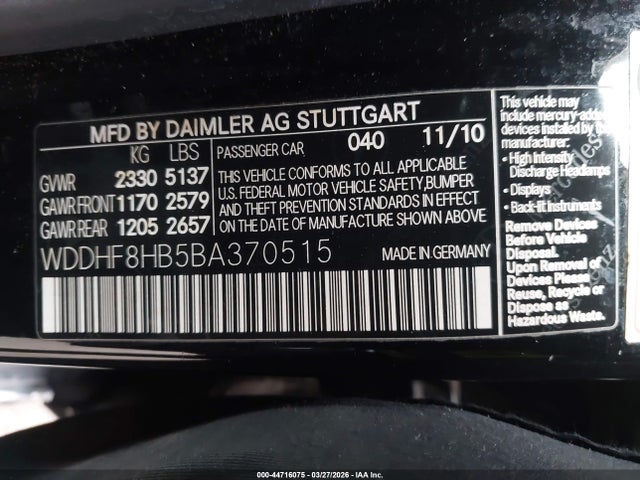 MFD BY DAIMLER AG STUTTGART
KG LBS
PASSENGER CAR 040 11/10
GVWR 2330 5137
GAWR FRONT 1170 2579
GAWR REAR 1205 2657
THIS VEHICLE CONFORMS TO ALL APPLICABLE
U.S. FEDERAL MOTOR VEHICLE SAFETY, BUMPER
AND THEFT PREVENTION STANDARDS IN EFFECT
ON THE DATE OF MANUFACTURE SHOWN ABOVE
WDDHF8HB5BA370515
MADE IN GERMANY
This vehicle may
include mercury-added
devices installed by the
manufacturer:
• High Intensity
Discharge Headlamps
• Displays
• Back-lit Instruments
Remove Devices
Before Vehicle
Disposal.
Upon Removal of
Devices Please
Reuse, Recycle or
Dispose as
Hazardous Waste.
000-44716075 — 03/27/2026 — IAA Inc.